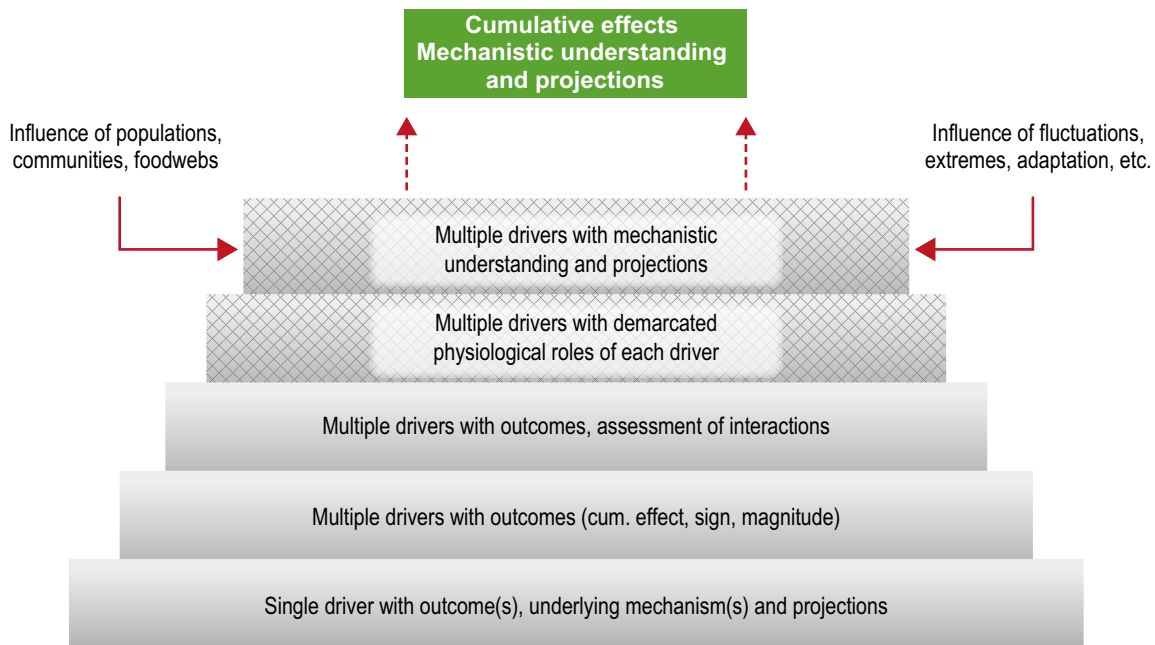 Cumulative effects
Mechanistic understanding
and projections
Influence of populations,
communities, foodwebs
Influence of fluctuations,
extremes, adaptation, etc.
Multiple drivers with mechanistic
understanding and projections
Multiple drivers with demarcated
physiological roles of each driver
Multiple drivers with outcomes, assessment of interactions
Multiple drivers with outcomes (cum. effect, sign, magnitude)
Single driver with outcome(s), underlying mechanism(s) and projections